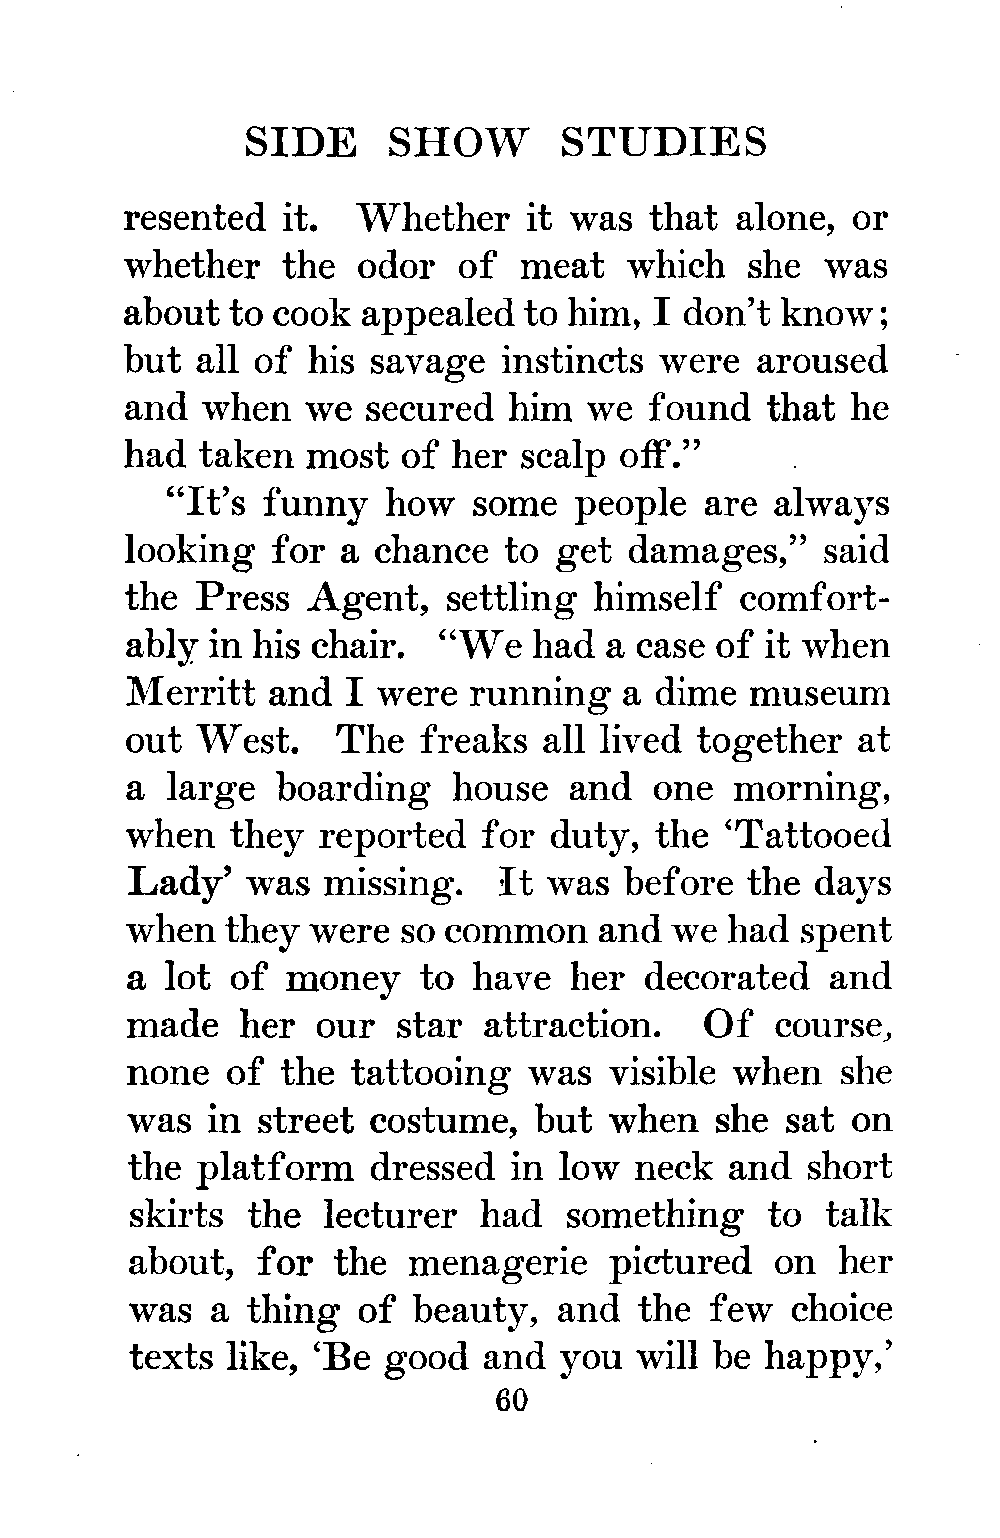 SIDE SHOW STUDIES
resented it. Whether it was that alone, or
whether the odor of meat which she was
about to cook appealed to him, I don't know;
but all of his savage instincts were aroused
and when we secured him we found that he
had taken most of her scalp off."
"It's funny how some people are always
looking for a chance to get damages," said
the Press Agent, settling himself comfort-
ably in his chair. "We had a case of it when
Merritt and I were running a dime museum
out West. The freaks all lived together at
a large boarding house and one morning,
when they reported for duty, the 'Tattooed
Lady' was missing. It was before the days
when they were so common and we had spent
a lot of money to have her decorated and
made her our star attraction. Of course,
none of the tattooing was visible when she
was in street costume, but when she sat on
the platform dressed in low neck and short
skirts the lecturer had something to talk
about, for the menagerie pictured on her
was a thing of beauty, and the few choice
texts like, 'Be good and you will be happy,'
60